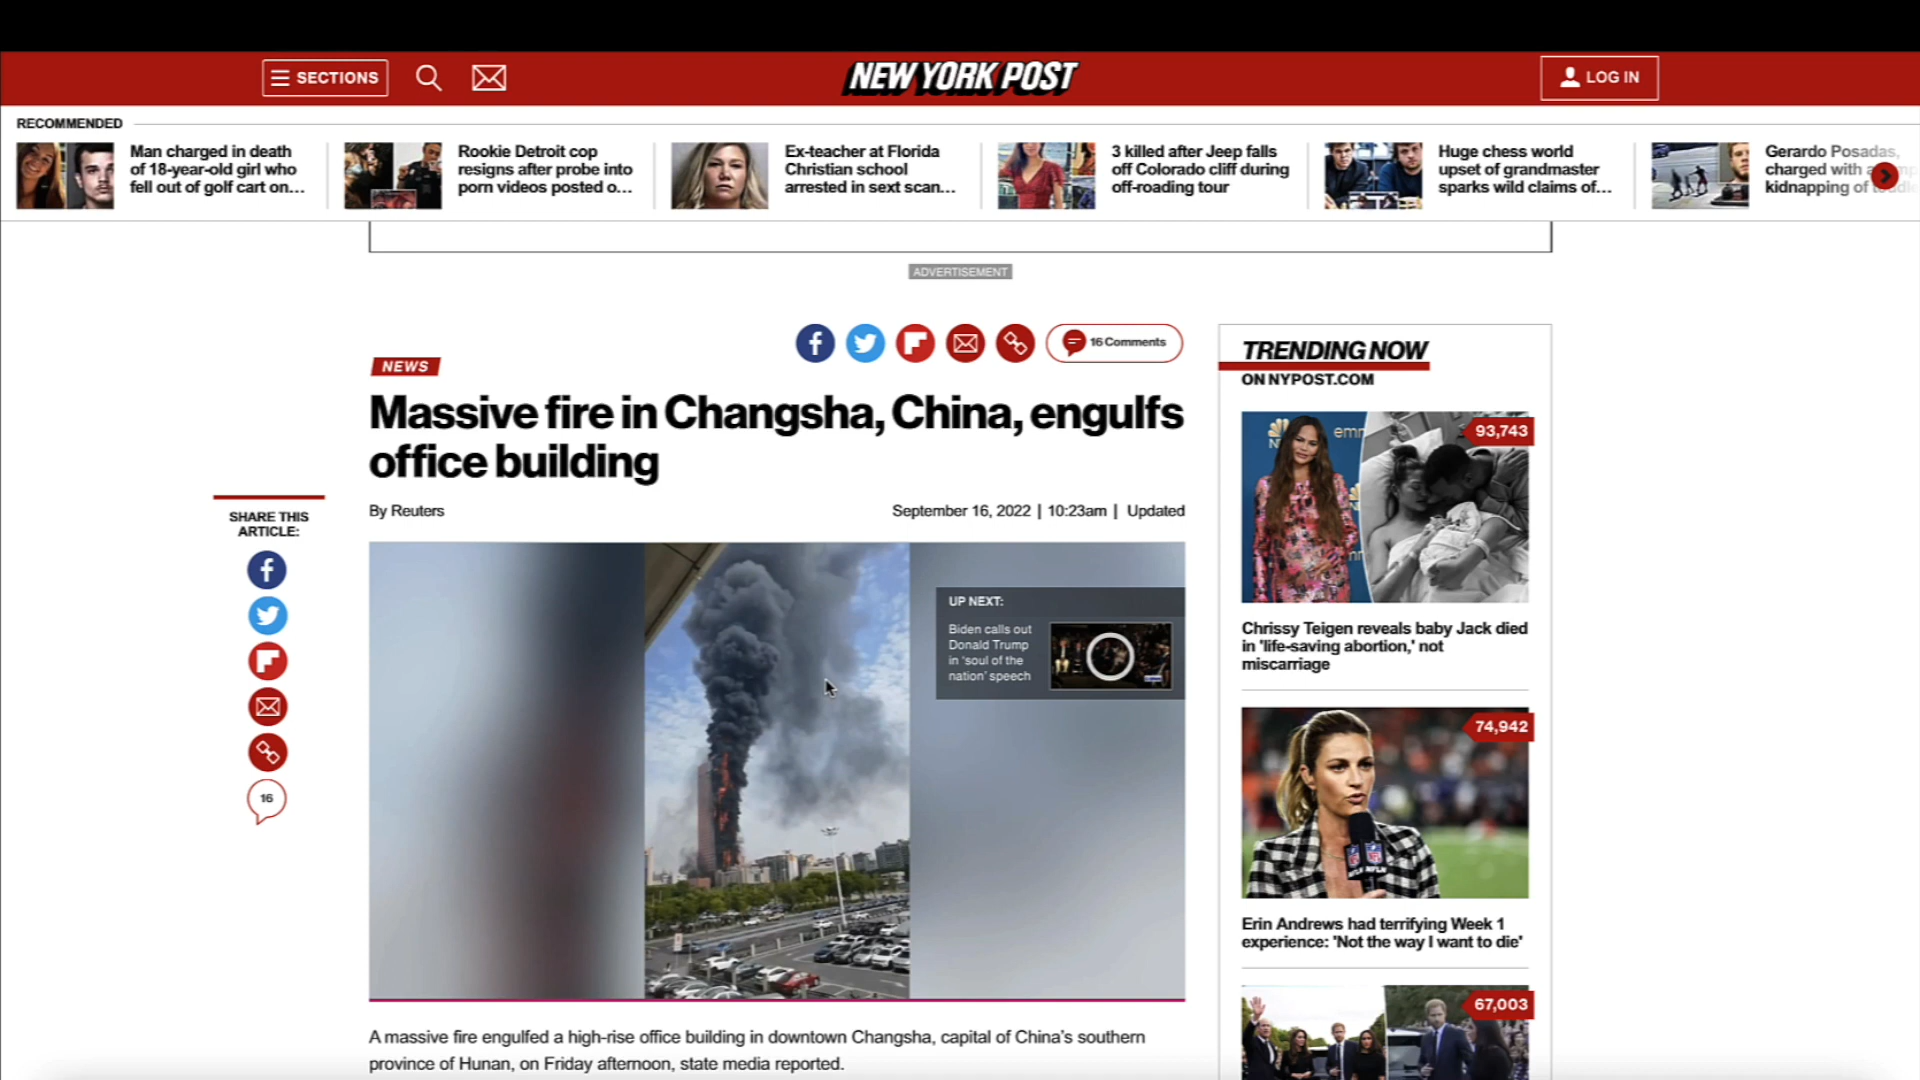 SECTIONS
NEW YORK POST
LOG IN
RECOMMENDED
Man charged in death
of 18-year-old girl who
fell out of golf cart on...
Rookie Detroit cop
resigns after probe into
porn videos posted o...
Ex-teacher at Florida
Christian school
arrested in sext scan...
3 killed after Jeep falls
off Colorado cliff during
off-roading tour
Huge chess world
upset of grandmaster
sparks wild claims of...
Gerardo Posadas,
charged with
kidnapping of
ADVERTISEMENT
16 Comments
NEWS
Massive fire in Changsha, China, engulfs
office building
By Reuters
September 16, 2022 | 10:23am | Updated
SHARE THIS
ARTICLE:
16
UP NEXT:
Biden calls out
Donald Trump
in 'soul of the
nation' speech
A massive fire engulfed a high-rise office building in downtown Changsha, capital of China's southern
province of Hunan, on Friday afternoon, state media reported.
TRENDING NOW
ON NYPOST.COM
93,743
Chrissy Teigen reveals baby Jack died
in 'life-saving abortion,' not
miscarriage
74,942
Erin Andrews had terrifying Week 1
experience: 'Not the way I want to die'
67,003